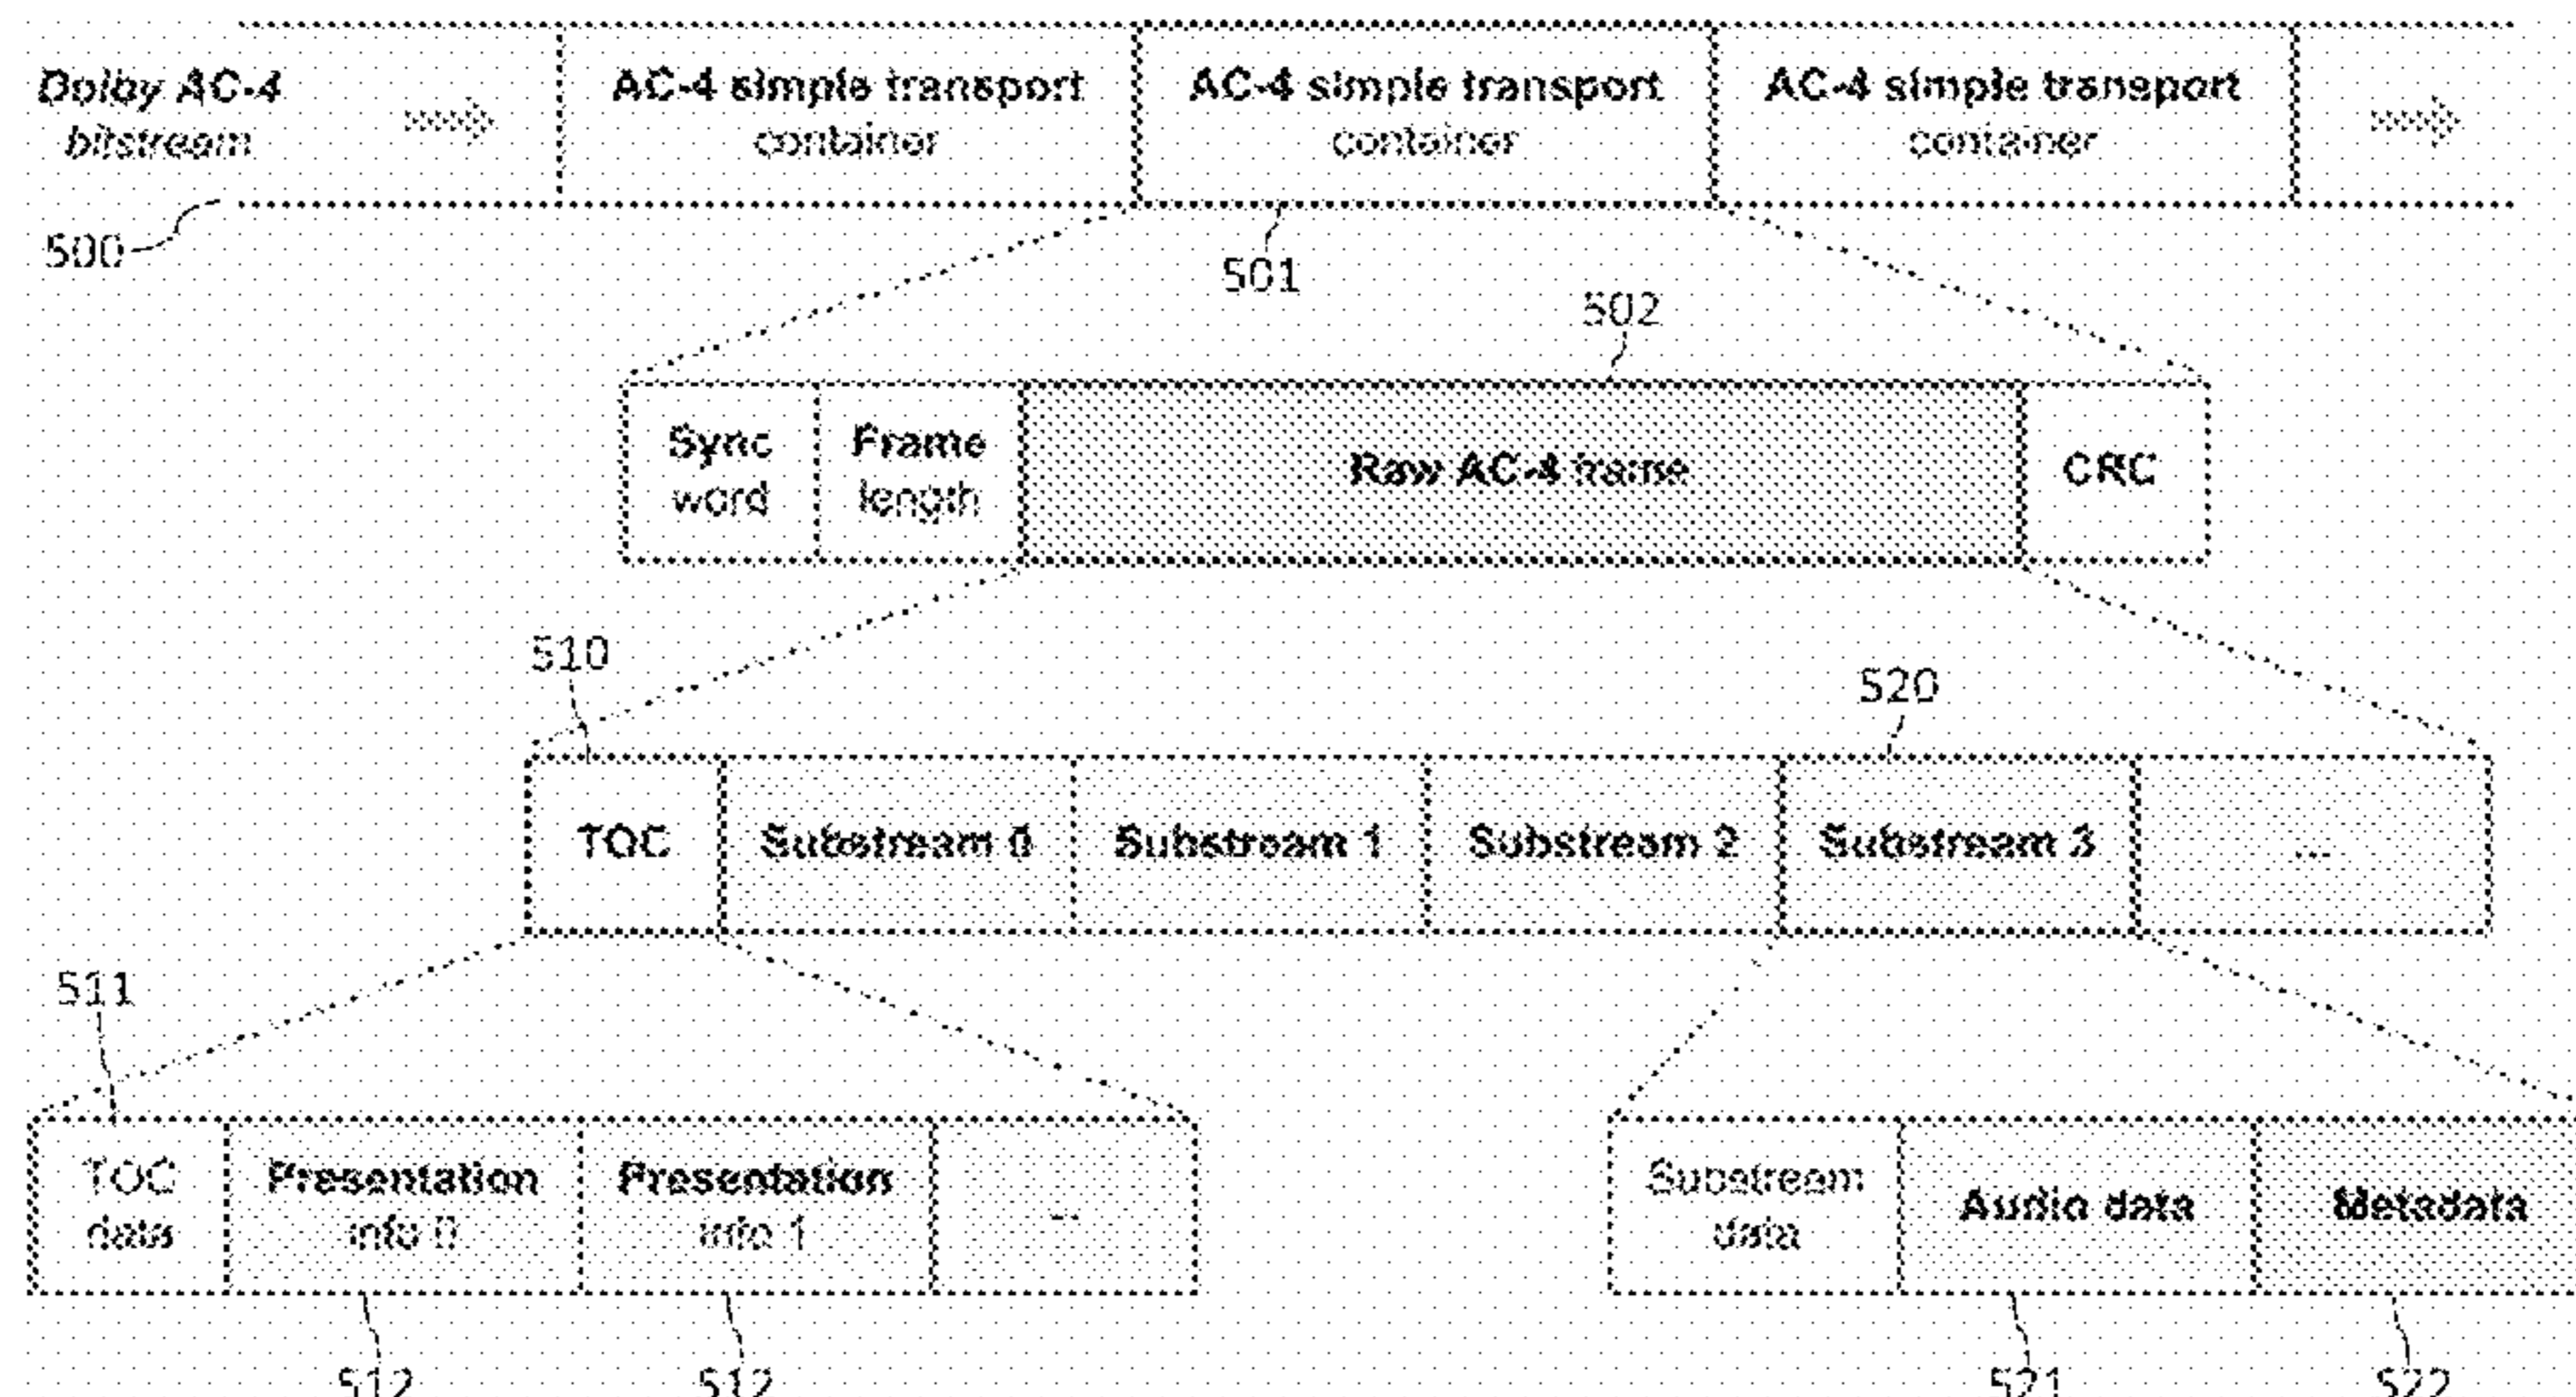 Dolby AC-4
bitstream
AC-4 simple transport
container
AC-4 simple transport
container
AC-4 simple transport
container
500
501
502
Sync
word
Frame
length
Raw AC-4 frame
CRC
510
520
TOC
Substream 0
Substream 1
Substream 2
Substream 3
...
511
TOC
data
Presentation
info 0
Presentation
info 1
...
Substream
data
Audio data
Metadata
512
512
521
522